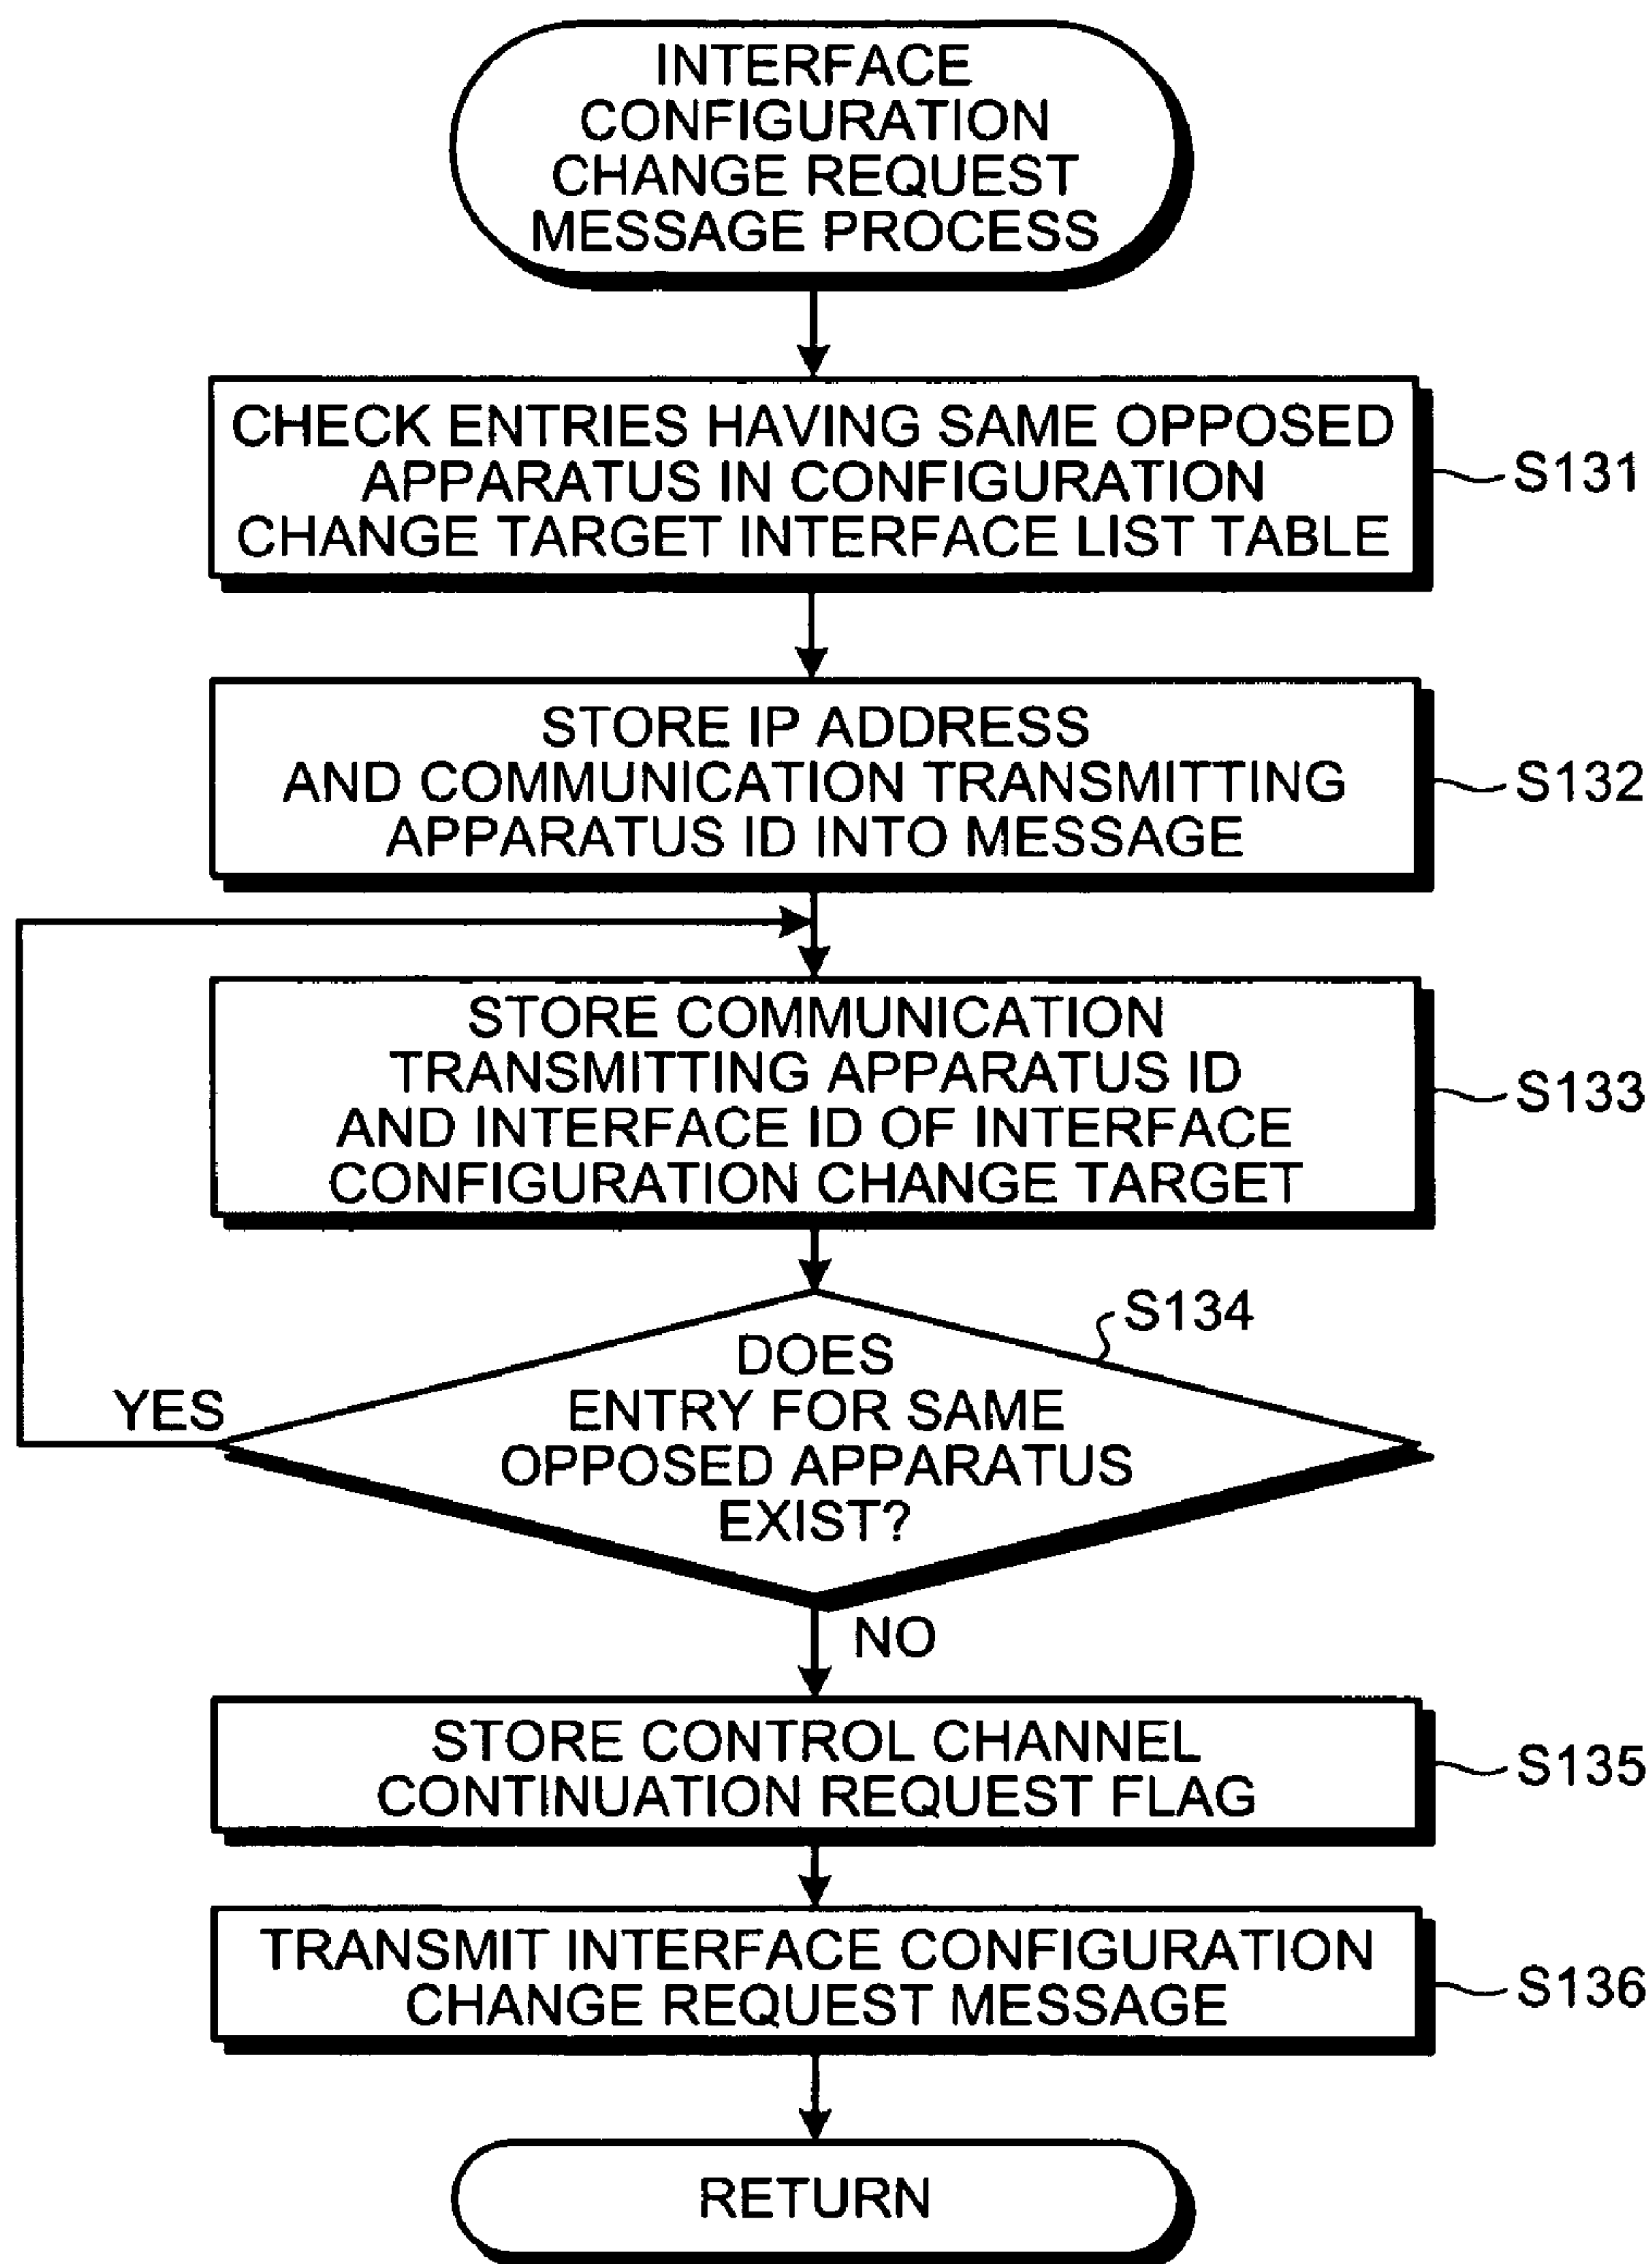 INTERFACE
CONFIGURATION
CHANGE REQUEST
MESSAGE PROCESS
CHECK ENTRIES HAVING SAME OPPOSED
APPARATUS IN CONFIGURATION
CHANGE TARGET INTERFACE LIST TABLE
S131
STORE IP ADDRESS
AND COMMUNICATION TRANSMITTING
APPARATUS ID INTO MESSAGE
S132
STORE COMMUNICATION
TRANSMITTING APPARATUS ID
AND INTERFACE ID OF INTERFACE
CONFIGURATION CHANGE TARGET
S133
S134
DOES
ENTRY FOR SAME
OPPOSED APPARATUS
EXIST?
YES
NO
STORE CONTROL CHANNEL
CONTINUATION REQUEST FLAG
S135
TRANSMIT INTERFACE CONFIGURATION
CHANGE REQUEST MESSAGE
S136
RETURN